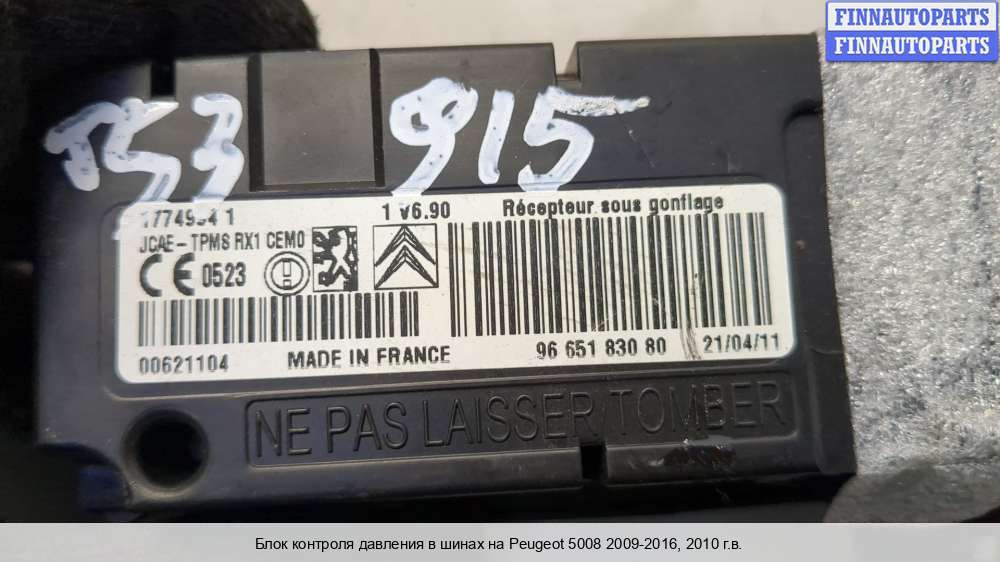 FINNAUTOPARTS
FINNAUTOPARTS
753 915
1 V6.90 Récepteur sous gonflage
JCAE - TPMS RX1 CEM0
CE 0523
00621104 MADE IN FRANCE 96 651 830 80 21/04/11
NE PAS LAISSER TOMBER
Блок контроля давления в шинах на Peugeot 5008 2009-2016, 2010 г.в.